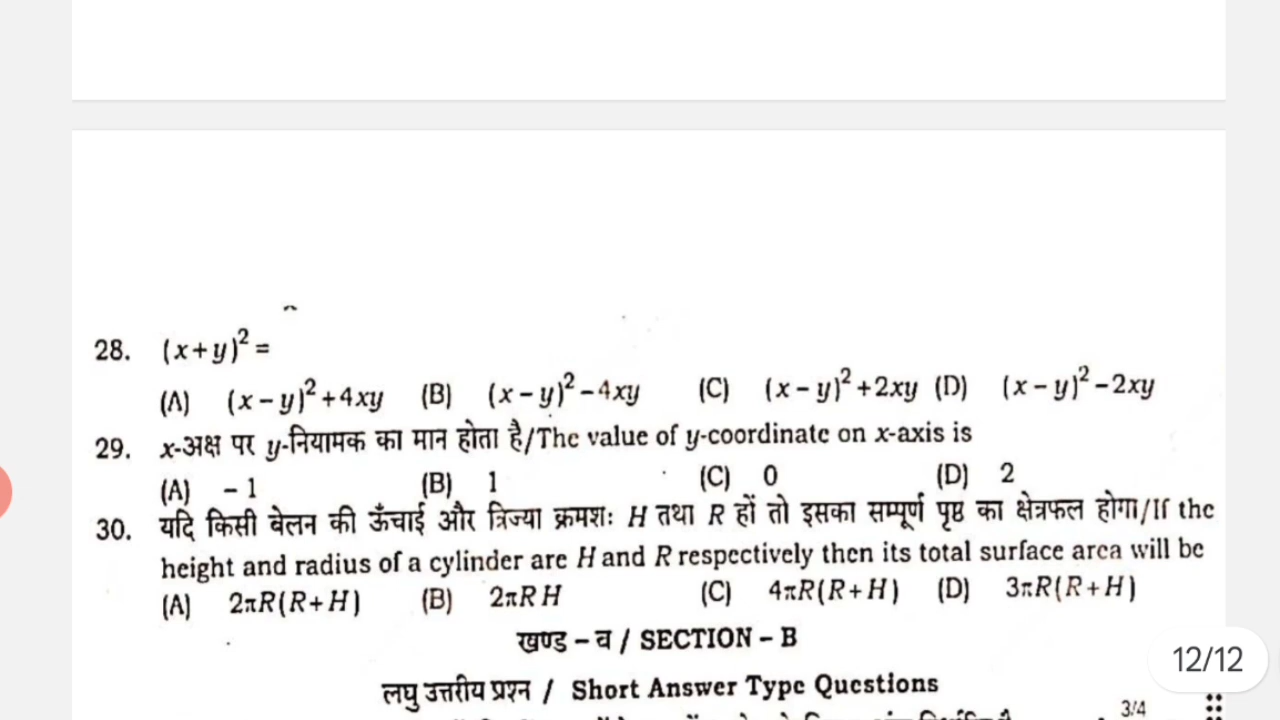 28. (x+y)² =
(A) (x-y)²+4xy (B) (x-y)²-4xy (C) (x-y)²+2xy (D) (x-y)²-2xy
29. x-अक्ष पर y-नियामक का मान होता है/The value of y-coordinate on x-axis is
(A) -1 (B) 1 (C) 0 (D) 2
30. यदि किसी बेलन की ऊँचाई और त्रिज्या क्रमशः H तथा R हों तो इसका सम्पूर्ण पृष्ठ का क्षेत्रफल होगा/If the
height and radius of a cylinder are H and R respectively then its total surface area will be
(A) 2πR(R+H) (B) 2πRH (C) 4πR(R+H) (D) 3πR(R+H)
खण्ड - व / SECTION - B
12/12
लघु उत्तरीय प्रश्न / Short Answer Type Questions
3/4